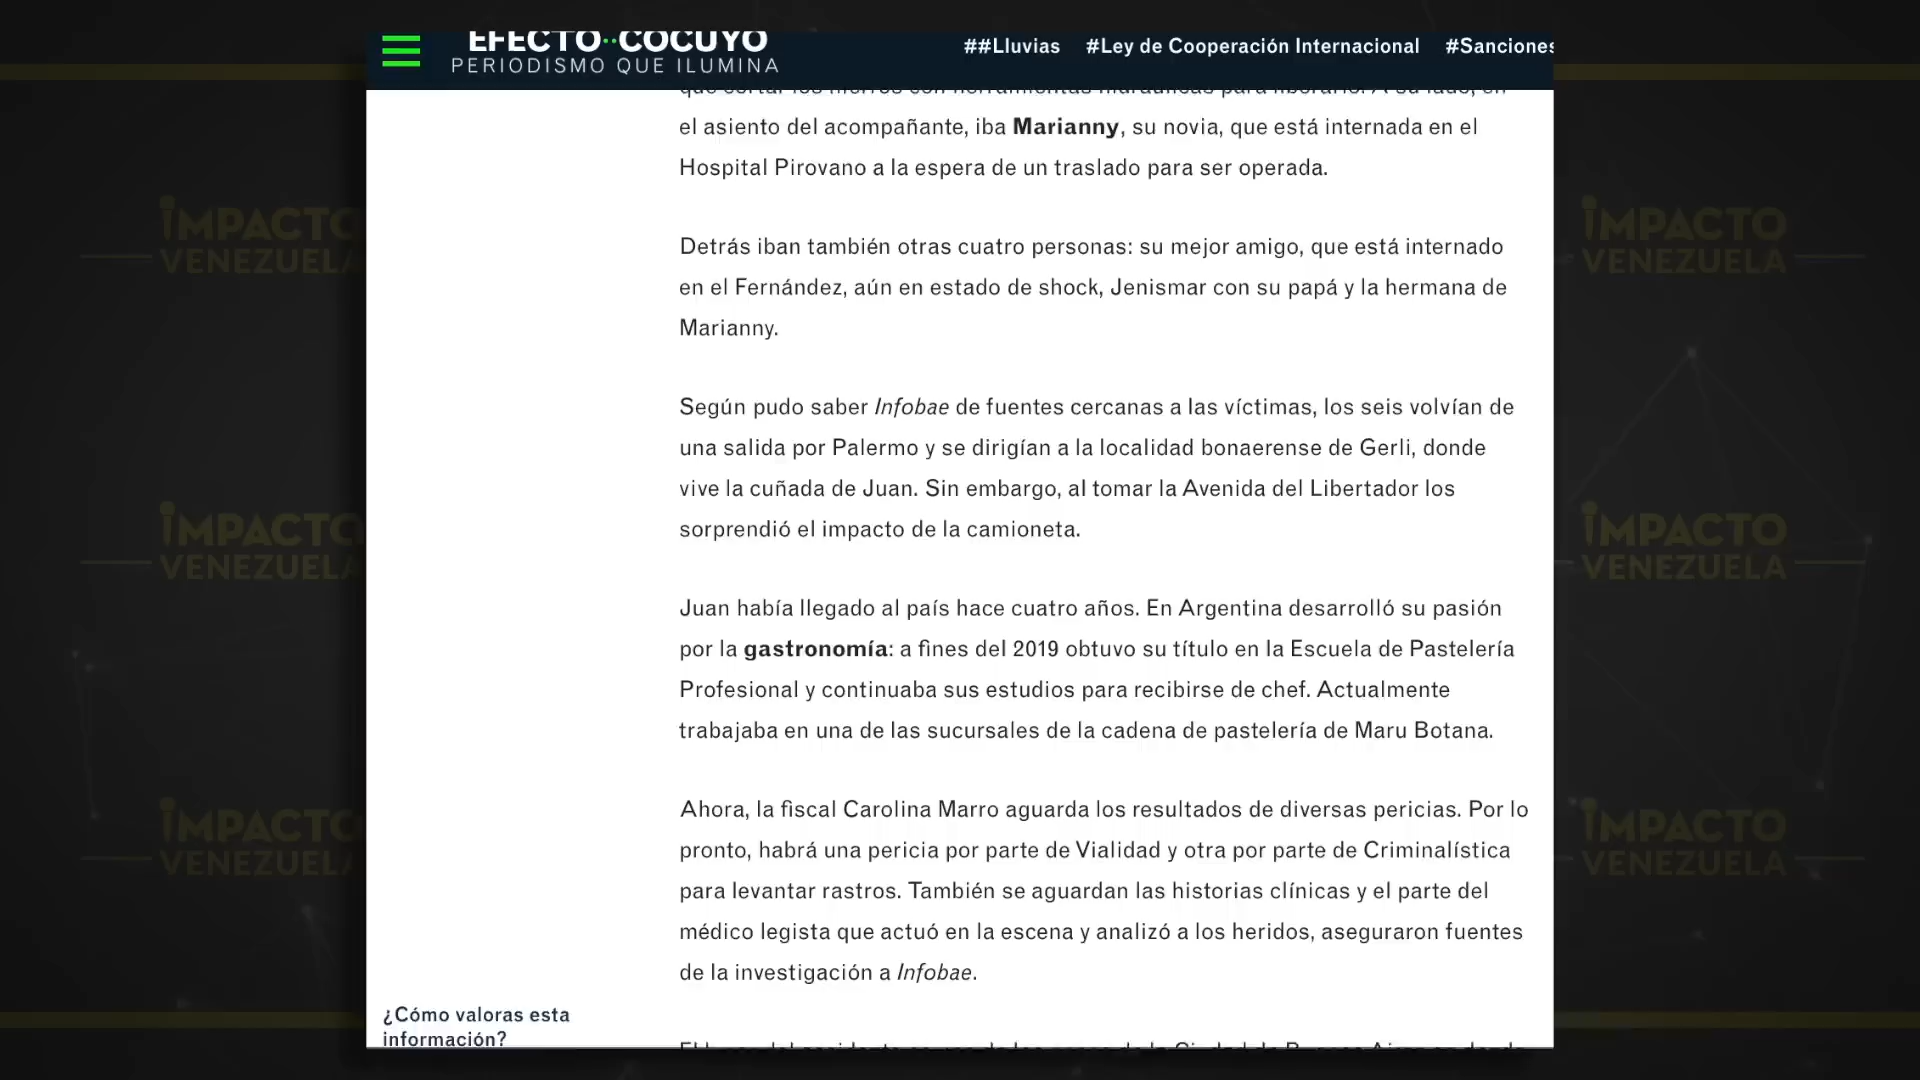 EFECTO COCUYO
PERIODISMO QUE ILUMINA
##Lluvias #Ley de Cooperación Internacional #Sanciones
el asiento del acompañante, iba Marianny, su novia, que está internada en el
Hospital Pirovano a la espera de un traslado para ser operada.
Detrás iban también otras cuatro personas: su mejor amigo, que está internado
en el Fernández, aún en estado de shock, Jenismar con su papá y la hermana de
Marianny.
Según pudo saber Infobae de fuentes cercanas a las víctimas, los seis volvían de
una salida por Palermo y se dirigían a la localidad bonaerense de Gerli, donde
vive la cuñada de Juan. Sin embargo, al tomar la Avenida del Libertador los
sorprendió el impacto de la camioneta.
Juan había llegado al país hace cuatro años. En Argentina desarrolló su pasión
por la gastronomía: a fines del 2019 obtuvo su título en la Escuela de Pastelería
Profesional y continuaba sus estudios para recibirse de chef. Actualmente
trabajaba en una de las sucursales de la cadena de pastelería de Maru Botana.
Ahora, la fiscal Carolina Marro aguarda los resultados de diversas pericias. Por lo
pronto, habrá una pericia por parte de Vialidad y otra por parte de Criminalística
para levantar rastros. También se aguardan las historias clínicas y el parte del
médico legista que actuó en la escena y analizó a los heridos, aseguraron fuentes
de la investigación a Infobae.
¿Cómo valoras esta
información?
IMPACTO
VENEZUELA
IMPACTO
VENEZUELA
IMPACTO
VENEZUELA
IMPACTO
VENEZUELA
IMPACTO
VENEZUELA
IMPACTO
VENEZUELA